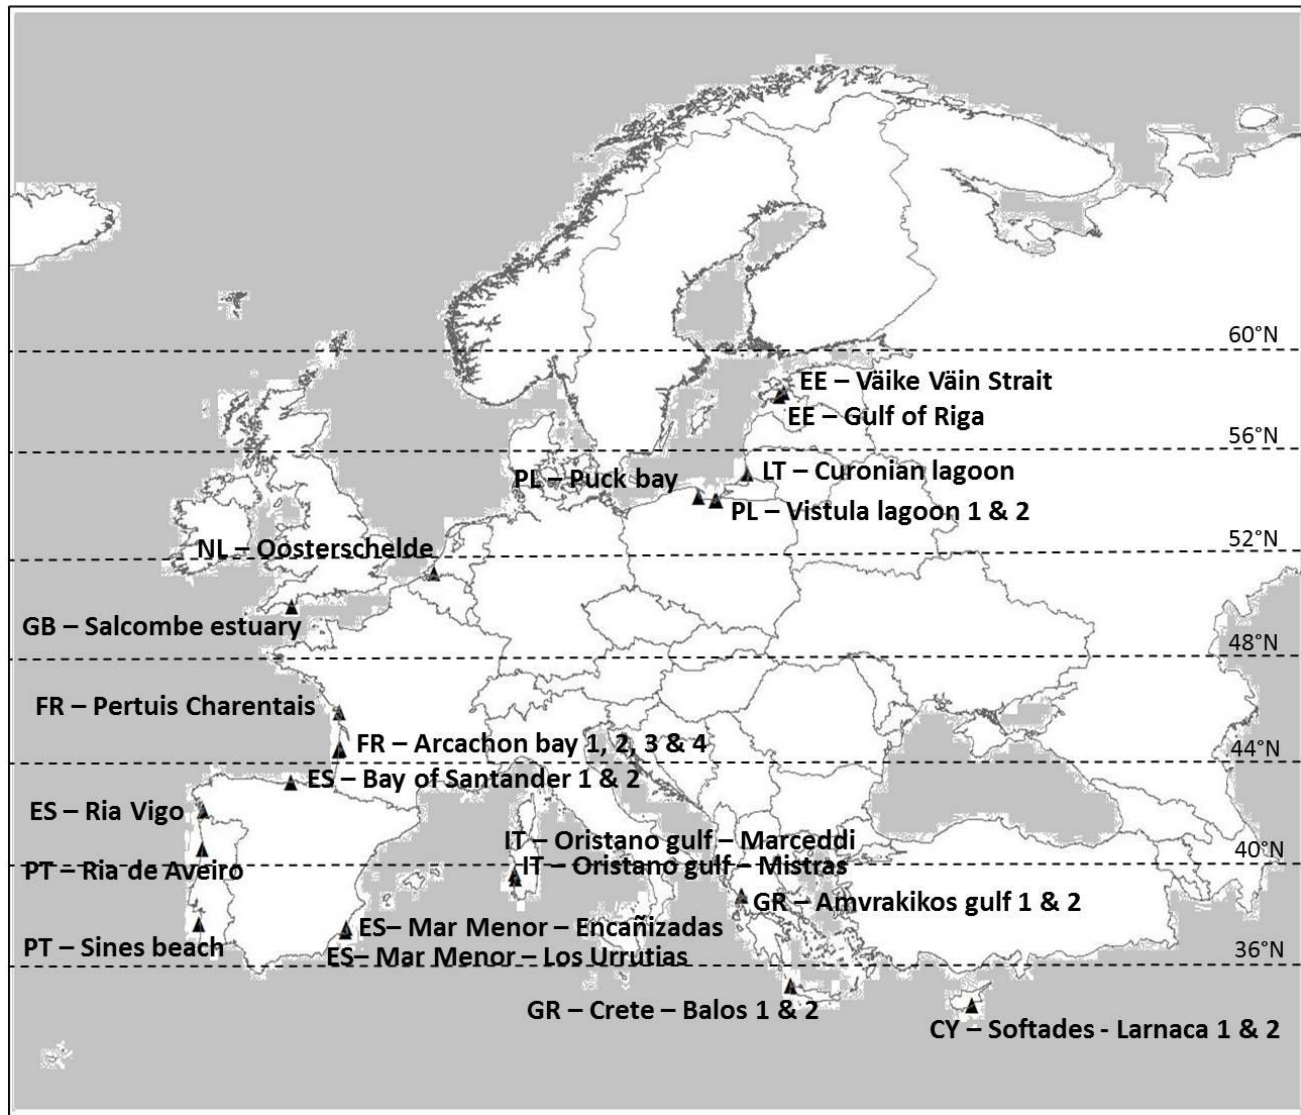 60°N
EE – Väike Väin Strait
EE – Gulf of Riga
56°N
LT – Curonian lagoon
PL – Puck bay
PL – Vistula lagoon 1 & 2
52°N
NL – Oosterschelde
GB – Salcombe estuary
48°N
FR – Pertuis Charentais
FR – Arcachon bay 1, 2, 3 & 4
44°N
ES – Bay of Santander 1 & 2
ES – Ria Vigo
IT – Oristano gulf – Marceddi
40°N
IT – Oristano gulf – Mistras
PT – Ria de Aveiro
GR – Amvrakikos gulf 1 & 2
ES– Mar Menor – Encañizadas
PT – Sines beach
ES– Mar Menor – Los Urrutias
36°N
GR – Crete – Balos 1 & 2
CY – Softades - Larnaca 1 & 2